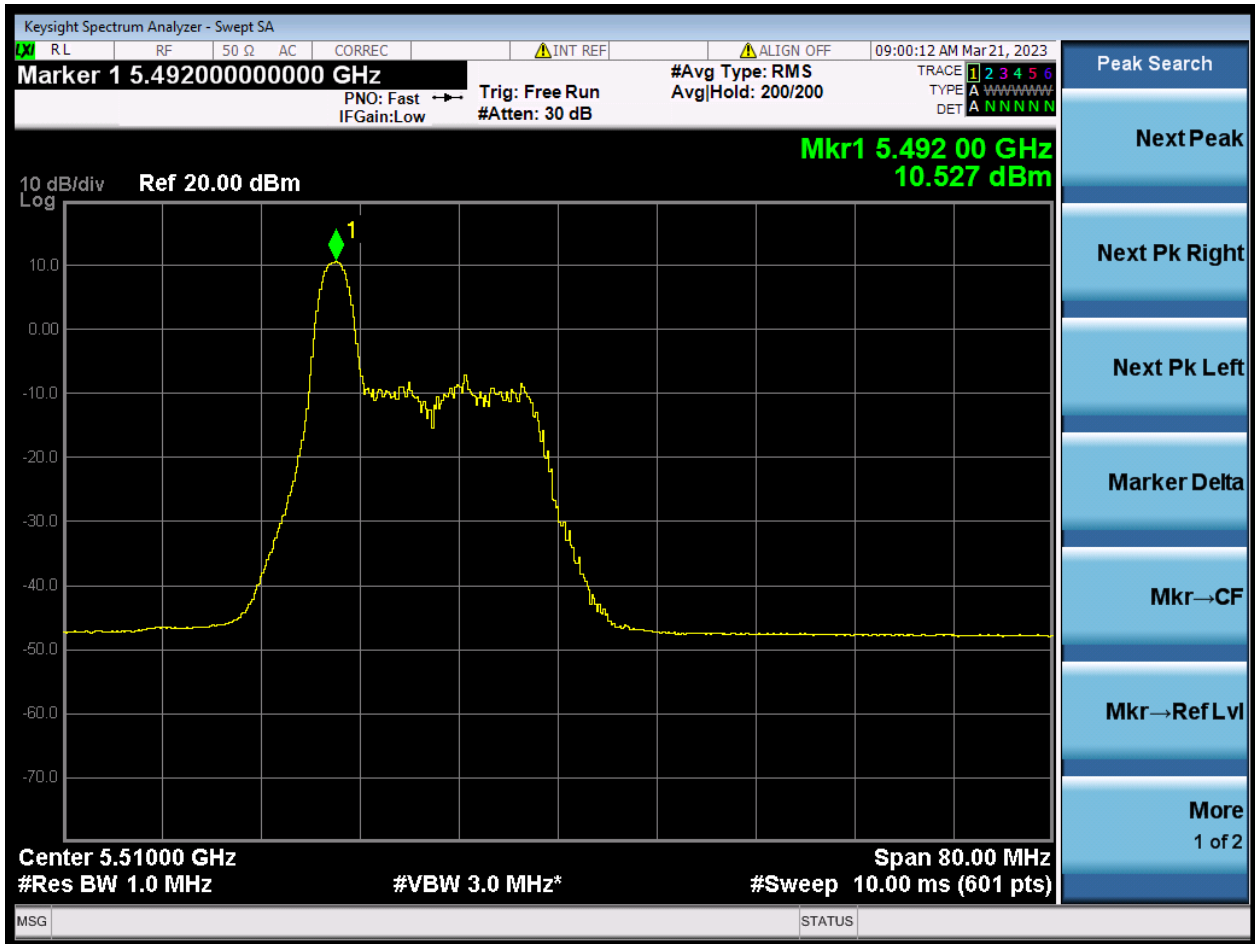 Keysight Spectrum Analyzer - Swept SA
LXI RL RF 50 Ω AC CORREC INT REF ALIGN OFF 09:00:12 AM Mar 21, 2023
Marker 1 5.492000000000 GHz
PNO: Fast
IFGain:Low
Trig: Free Run
#Atten: 30 dB
#Avg Type: RMS
Avg|Hold: 200/200
TRACE 1 2 3 4 5 6
TYPE A WWWWW
DET A N N N N N
Mkr1 5.492 00 GHz
10.527 dBm
10 dB/div Ref 20.00 dBm
Log
1
10.0
0.00
-10.0
-20.0
-30.0
-40.0
-50.0
-60.0
-70.0
Center 5.51000 GHz Span 80.00 MHz
#Res BW 1.0 MHz #VBW 3.0 MHz* #Sweep 10.00 ms (601 pts)
MSG STATUS
Peak Search
Next Peak
Next Pk Right
Next Pk Left
Marker Delta
Mkr→CF
Mkr→Ref Lvl
More
1 of 2